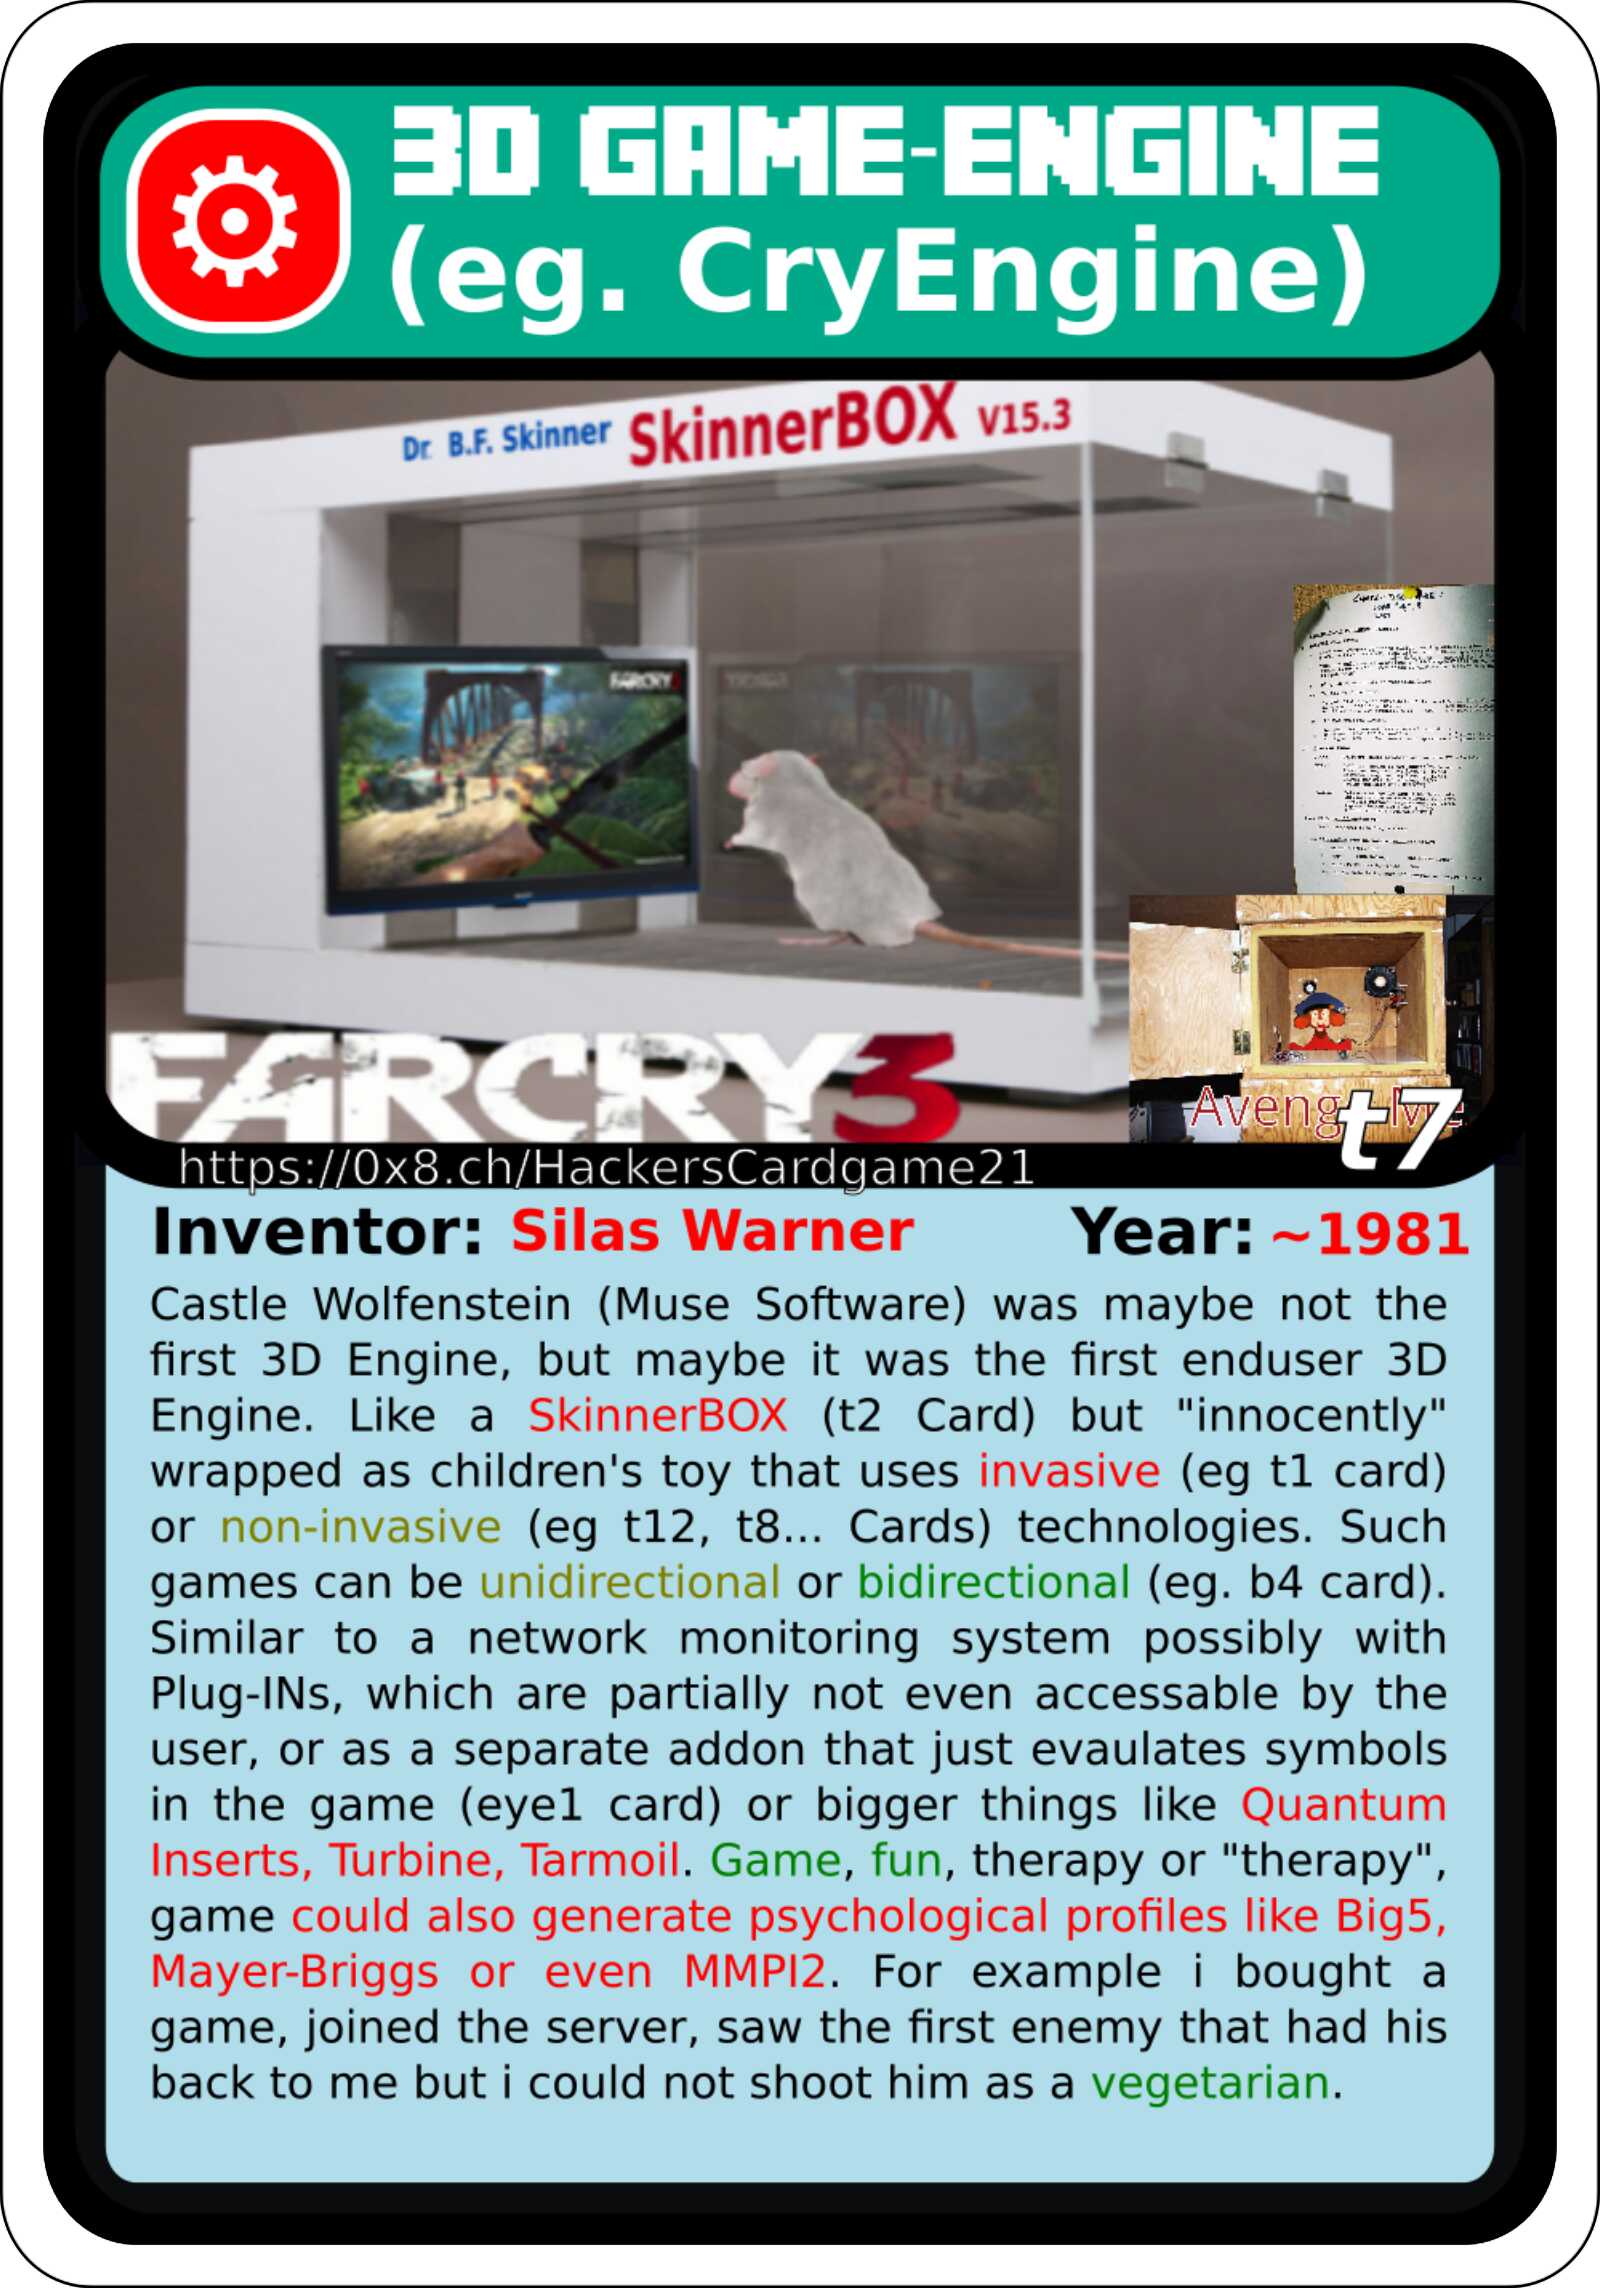 3D GAME-ENGINE
(eg. CryEngine)
Dr. B.F. Skinner SkinnerBOX V15.3
FARCRY3
FARCRY3
t7
https://0x8.ch/HackersCardgame21
Inventor: Silas Warner Year: ~1981
Castle Wolfenstein (Muse Software) was maybe not the
first 3D Engine, but maybe it was the first enduser 3D
Engine. Like a SkinnerBOX (t2 Card) but "innocently"
wrapped as children's toy that uses invasive (eg t1 card)
or non-invasive (eg t12, t8... Cards) technologies. Such
games can be unidirectional or bidirectional (eg. b4 card).
Similar to a network monitoring system possibly with
Plug-INs, which are partially not even accessable by the
user, or as a separate addon that just evaulates symbols
in the game (eye1 card) or bigger things like Quantum
Inserts, Turbine, Tarmoil. Game, fun, therapy or "therapy",
game could also generate psychological profiles like Big5,
Mayer-Briggs or even MMPI2. For example i bought a
game, joined the server, saw the first enemy that had his
back to me but i could not shoot him as a vegetarian.